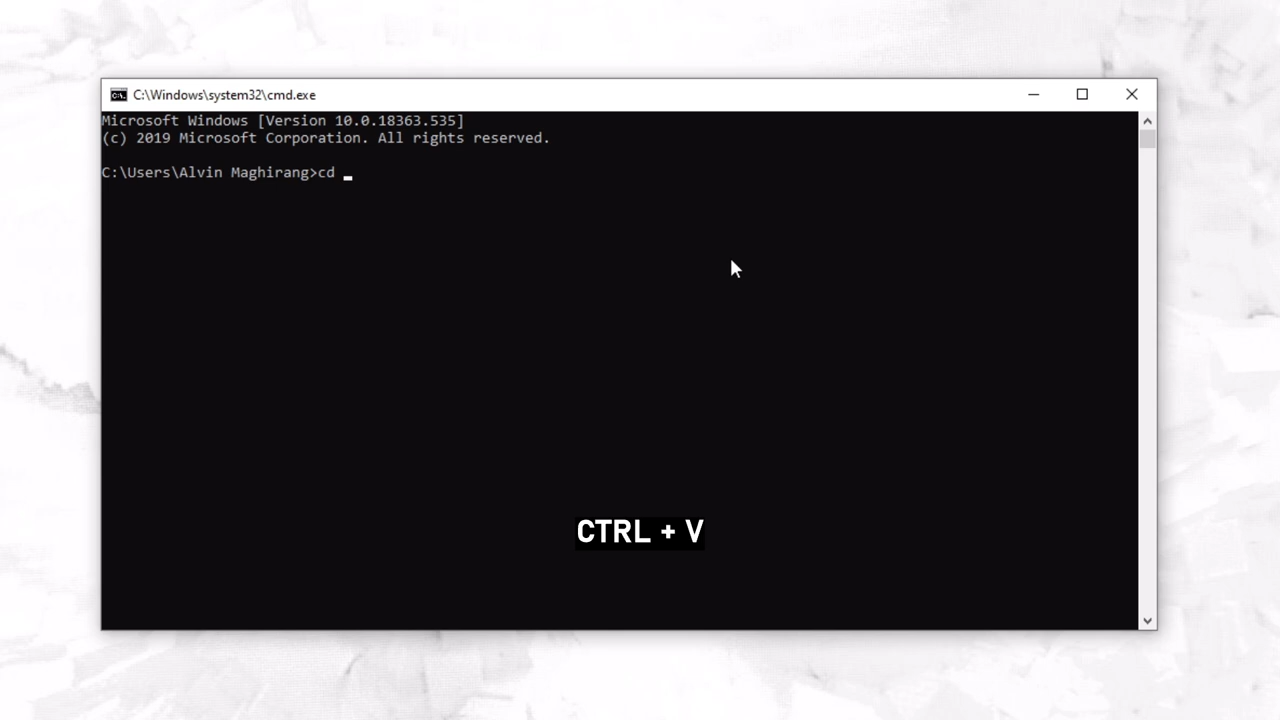 C:\Windows\system32\cmd.exe
Microsoft Windows [Version 10.0.18363.535]
(c) 2019 Microsoft Corporation. All rights reserved.
C:\Users\Alvin Maghirang>cd
CTRL + V